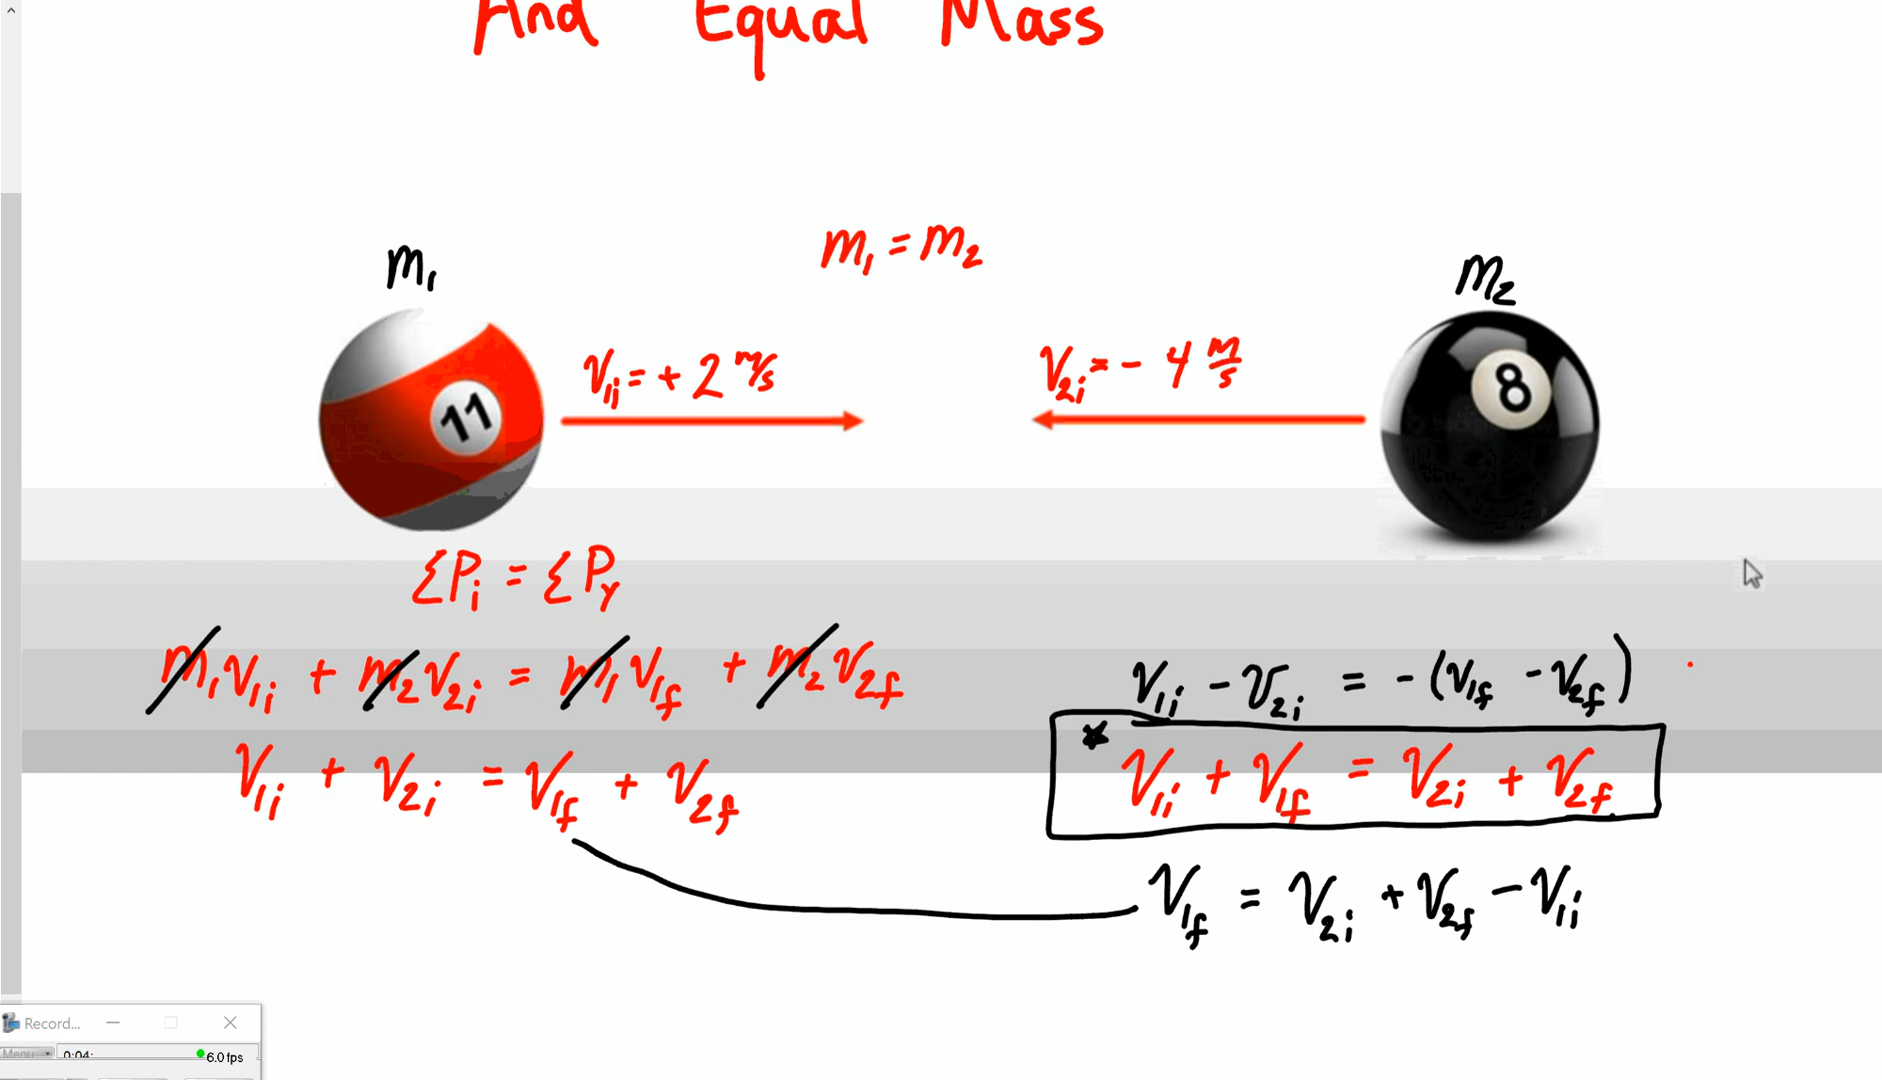 And Equal Mass
m₁ = m₂
m₁
m₂
V₁ᵢ = + 2 m/s
V₂ᵢ = - 4 m/s
11
8
ΣPᵢ = ΣP
m₁V₁ᵢ + m₂V₂ᵢ = m₁V₁f + m₂V₂f
V₁ᵢ - V₂ᵢ = -(V₁f - V₂f)
V₁ᵢ + V₂ᵢ = V₁f + V₂f
* V₁ᵢ + V₁f = V₂ᵢ + V₂f
V₁f = V₂ᵢ + V₂f - V₁ᵢ
Record...
Menu
0:04:
6.0 fps